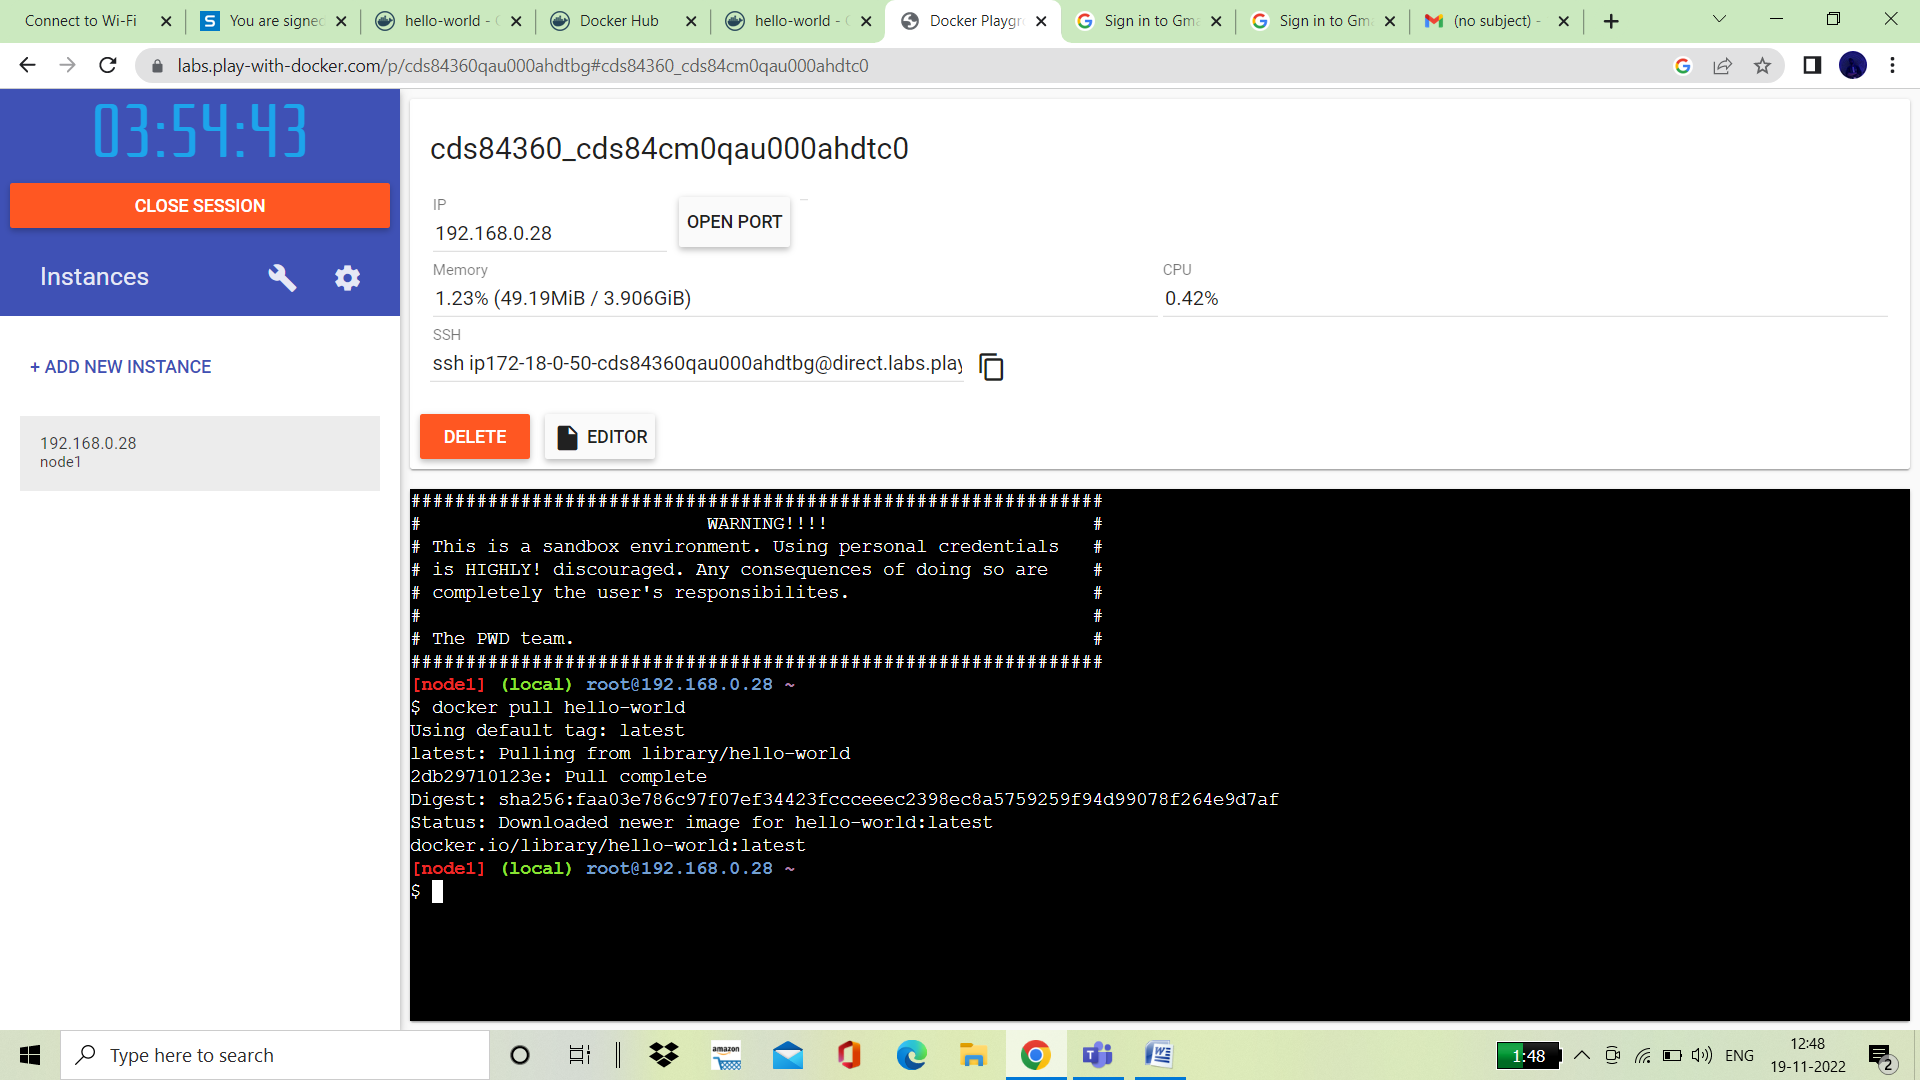 Connect to Wi-Fi
You are signed
hello-world -
Docker Hub
hello-world -
Docker Playgr
Sign in to Gma
Sign in to Gm
(no subject) -
labs.play-with-docker.com/p/cds84360qau000ahdtbg#cds84360_cds84cm0qau000ahdtc0
03:54:43
CLOSE SESSION
Instances
+ ADD NEW INSTANCE
192.168.0.28
node1
cds84360_cds84cm0qau000ahdtc0
IP
192.168.0.28
OPEN PORT
Memory
1.23% (49.19MiB / 3.906GiB)
CPU
0.42%
SSH
ssh ip172-18-0-50-cds84360qau000ahdtbg@direct.labs.play
DELETE
EDITOR
###############################################################
# WARNING!!!! #
# This is a sandbox environment. Using personal credentials #
# is HIGHLY! discouraged. Any consequences of doing so are #
# completely the user's responsibilites. #
# #
# The PWD team. #
###############################################################
[node1] (local) root@192.168.0.28 ~
$ docker pull hello-world
Using default tag: latest
latest: Pulling from library/hello-world
2db29710123e: Pull complete
Digest: sha256:faa03e786c97f07ef34423fccceeec2398ec8a5759259f94d99078f264e9d7af
Status: Downloaded newer image for hello-world:latest
docker.io/library/hello-world:latest
[node1] (local) root@192.168.0.28 ~
$
Type here to search
amazon
1:48
ENG
12:48
19-11-2022
2